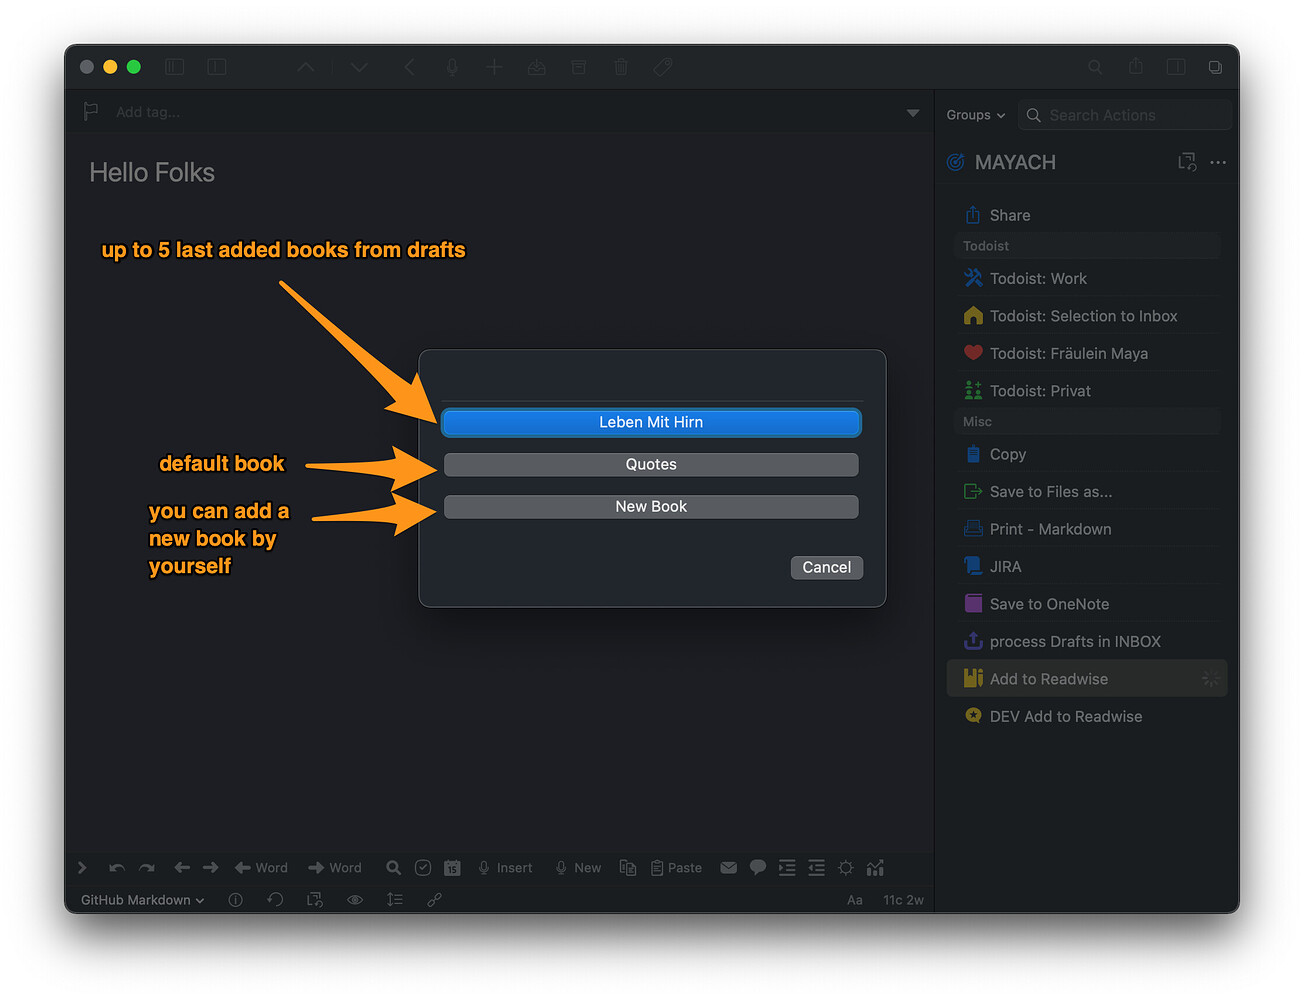 Add tag...
Groups
Search Actions
Hello Folks
MAYACH
Share
up to 5 last added books from drafts
Todoist
Todoist: Work
Todoist: Selection to Inbox
Todoist: Fräulein Maya
Todoist: Privat
Misc
Leben Mit Hirn
default book
Quotes
you can add a
new book by
yourself
New Book
Cancel
Copy
Save to Files as...
Print - Markdown
JIRA
Save to OneNote
process Drafts in INBOX
Add to Readwise
DEV Add to Readwise
Word Word 15 Insert New Paste
GitHub Markdown Aa 11c 2w